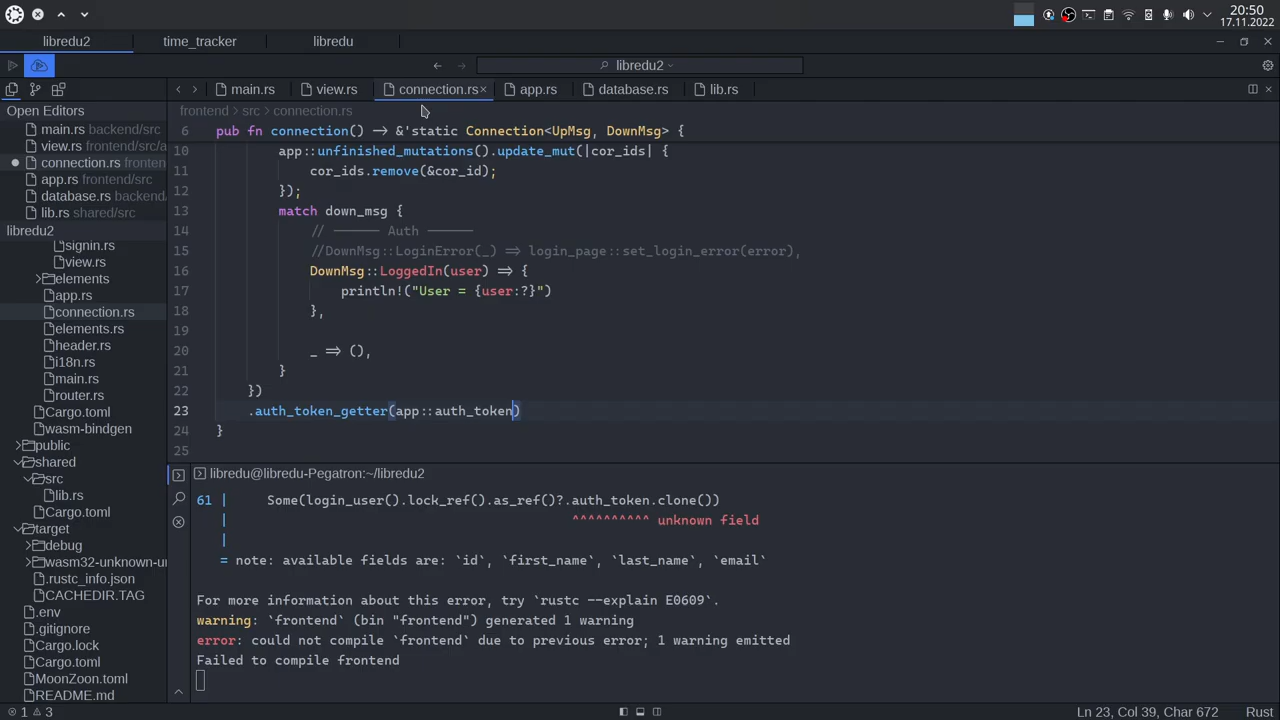 20:50
17.11.2022
libredu2 time_tracker libredu
libredu2
main.rs view.rs connection.rs× app.rs database.rs lib.rs
Open Editors
main.rs backend/src
view.rs frontend/src/a
connection.rs fronten
app.rs frontend/src
database.rs backend/
lib.rs shared/src
libredu2
signin.rs
view.rs
elements
app.rs
connection.rs
elements.rs
header.rs
i18n.rs
main.rs
router.rs
Cargo.toml
wasm-bindgen
public
shared
src
lib.rs
Cargo.toml
target
debug
wasm32-unknown-u
.rustc_info.json
CACHEDIR.TAG
.env
.gitignore
Cargo.lock
Cargo.toml
MoonZoon.toml
README.md
frontend > src > connection.rs
6 pub fn connection() -> &'static Connection<UpMsg, DownMsg> {
10 app::unfinished_mutations().update_mut(|cor_ids| {
11 cor_ids.remove(&cor_id);
12 });
13 match down_msg {
14 // ------ Auth ------
15 //DownMsg::LoginError(_) => login_page::set_login_error(error),
16 DownMsg::LoggedIn(user) => {
17 println!("User = {user:?}")
18 },
19
20 _ => (),
21 }
22 })
23 .auth_token_getter(app::auth_token)
24 }
25
libredu@libredu-Pegatron:~/libredu2
61 | Some(login_user().lock_ref().as_ref()?.auth_token.clone())
| ^^^^^^^^^^ unknown field
|
= note: available fields are: `id`, `first_name`, `last_name`, `email`
For more information about this error, try `rustc --explain E0609`.
warning: `frontend` (bin "frontend") generated 1 warning
error: could not compile `frontend` due to previous error; 1 warning emitted
Failed to compile frontend
1 3
Ln 23, Col 39, Char 672 Rust